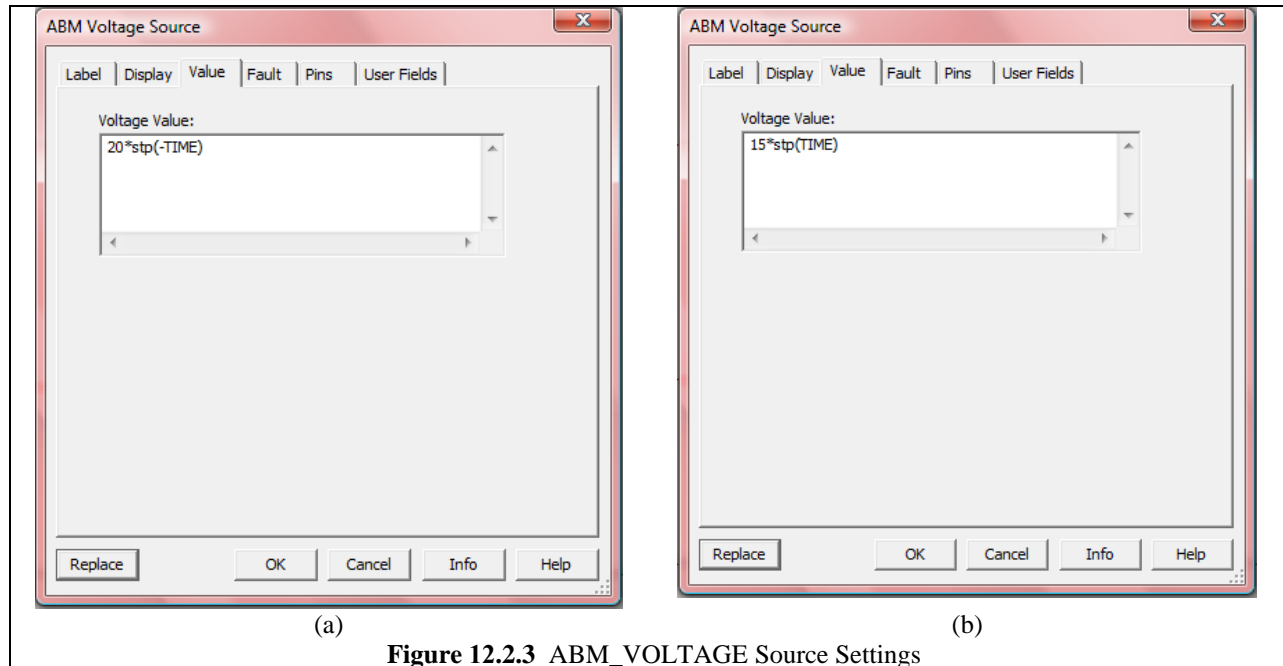 ABM Voltage Source
Label Display Value Fault Pins User Fields
Voltage Value:
20*stp(-TIME)
Replace OK Cancel Info Help
(a)
ABM Voltage Source
Label Display Value Fault Pins User Fields
Voltage Value:
15*stp(TIME)
Replace OK Cancel Info Help
(b)
Figure 12.2.3 ABM_VOLTAGE Source Settings